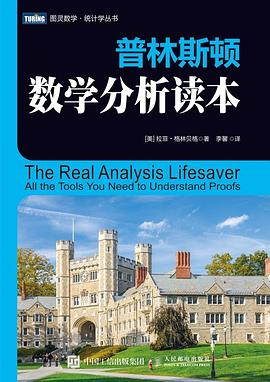 TURING 图灵数学·统计学丛书
普林斯顿
数学分析读本
[美] 拉菲·格林贝格 著 李馨 译
The Real Analysis Lifesaver
All the Tools You Need to Understand Proofs
中国工信出版集团 人民邮电出版社